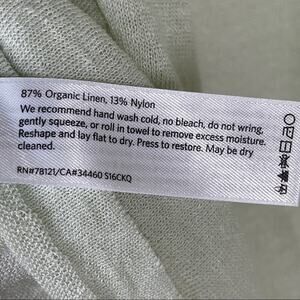 87% Organic Linen, 13% Nylon
We recommend hand wash cold, no bleach, do not wring,
gently squeeze, or roll in towel to remove excess moisture.
Reshape and lay flat to dry. Press to restore. May be dry
cleaned.
RN#78121/CA#34460 S16CKQ